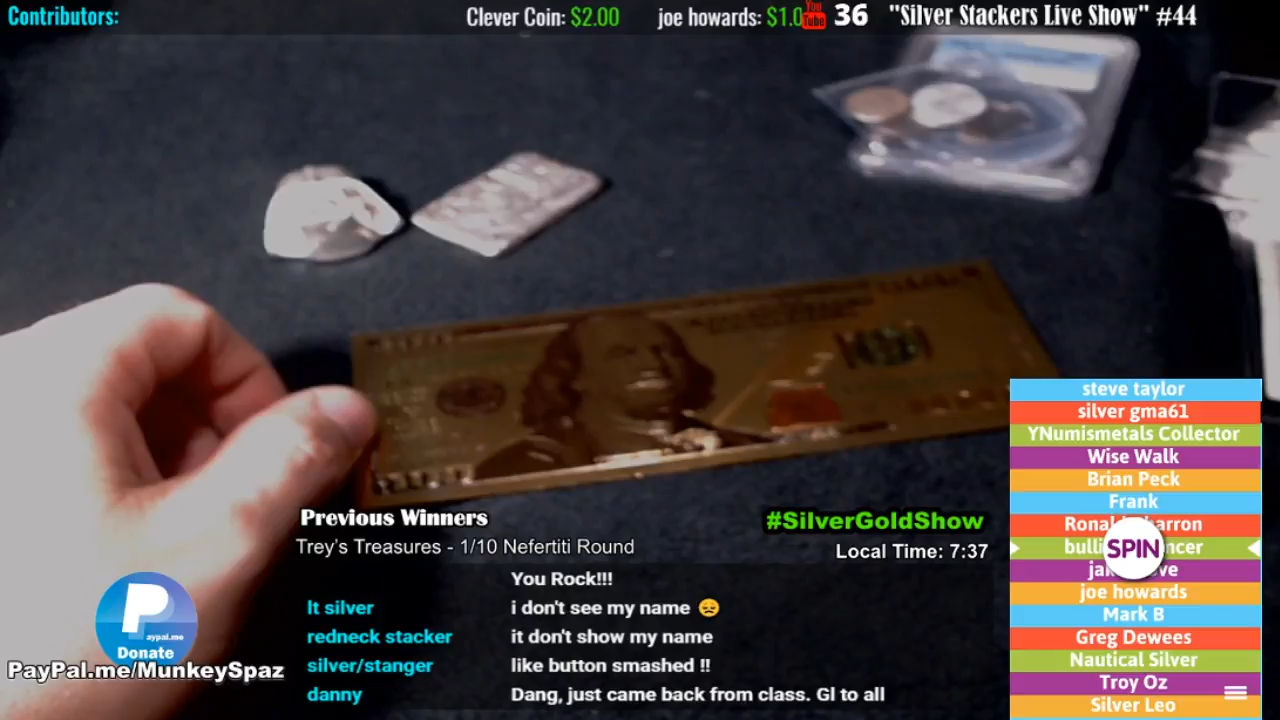 Contributors: Clever Coin: $2.00 joe howards: $1.0 YouTube 36 "Silver Stackers Live Show" #44
steve taylor
silver gma61
YNumismetals Collector
Wise Walk
Brian Peck
Frank
SPIN
joe howards
Mark B
Greg Dewees
Nautical Silver
Troy Oz
Silver Leo
Previous Winners
#SilverGoldShow
Trey's Treasures - 1/10 Nefertiti Round
Local Time: 7:37
You Rock!!!
lt silver i don't see my name 😞
redneck stacker it don't show my name
silver/stanger like button smashed !!
danny Dang, just came back from class. Gl to all
Paypal.me
Donate
PayPal.me/MunkeySpaz